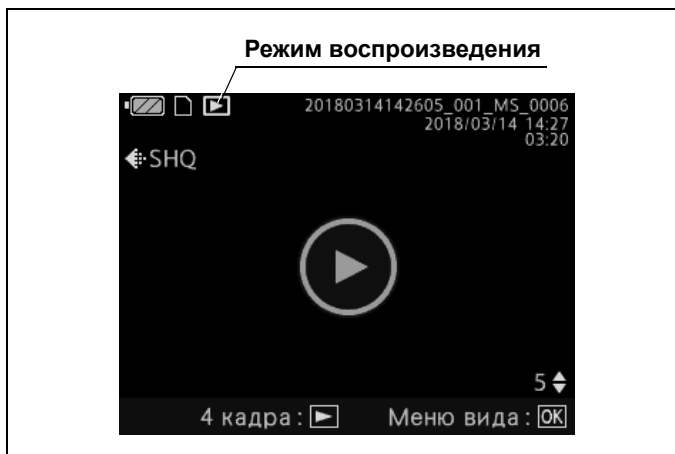 Режим воспроизведения
20180314142605_001_MS_0006
2018/03/14 14:27
03:20
SHQ
5
4 кадра : Меню вида : OK